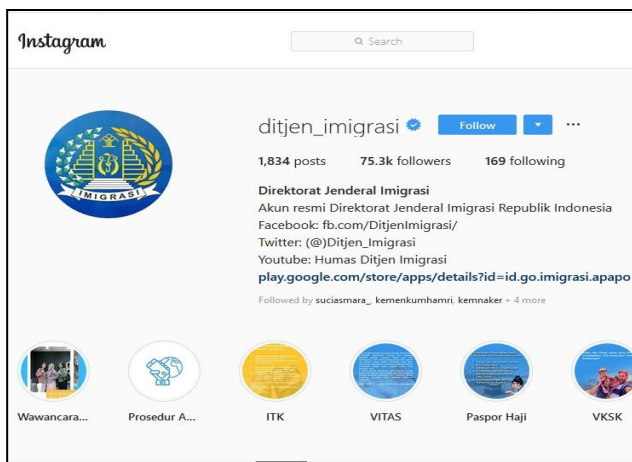 Instagram
Search
ditjen_imigrasi Follow ...
1,834 posts 75.3k followers 169 following
Direktorat Jenderal Imigrasi
Akun resmi Direktorat Jenderal Imigrasi Republik Indonesia
Facebook: fb.com/DitjenImigrasi/
Twitter: (@)Ditjen_Imigrasi
Youtube: Humas Ditjen Imigrasi
play.google.com/store/apps/details?id=id.go.imigrasi.apapo
Followed by suciasmara_, kemenkumhamri, kemnaker + 4 more
IMIGRASI
Wawancara... Prosedur A... ITK VITAS Paspor Haji VKSK